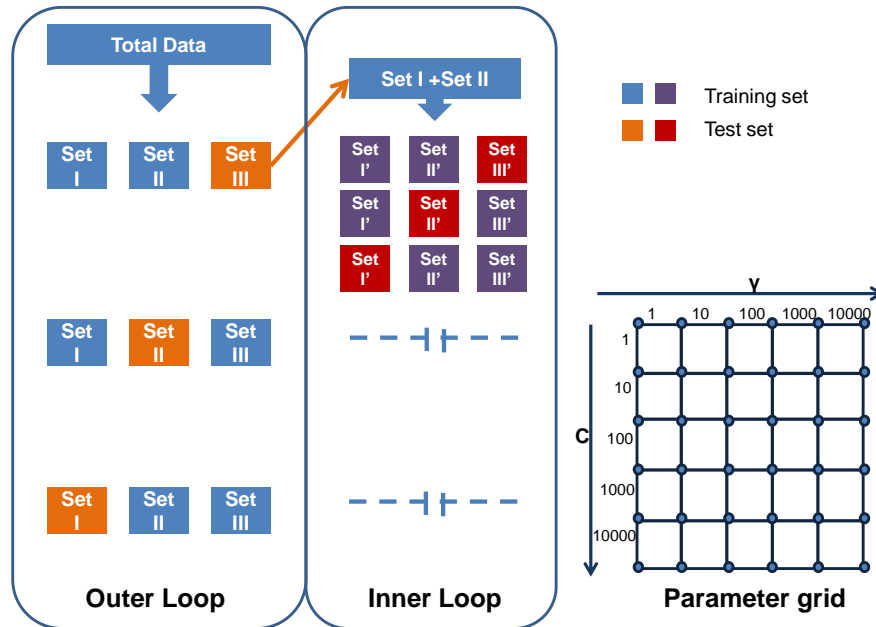 Total Data
Set I
Set II
Set III
Set I
Set II
Set III
Set I
Set II
Set III
Outer Loop
Set I +Set II
Set I'
Set II'
Set III'
Set I'
Set II'
Set III'
Set I'
Set II'
Set III'
Inner Loop
Training set
Test set
γ
1 10 100 1000 10000
C
1
10
100
1000
10000
Parameter grid